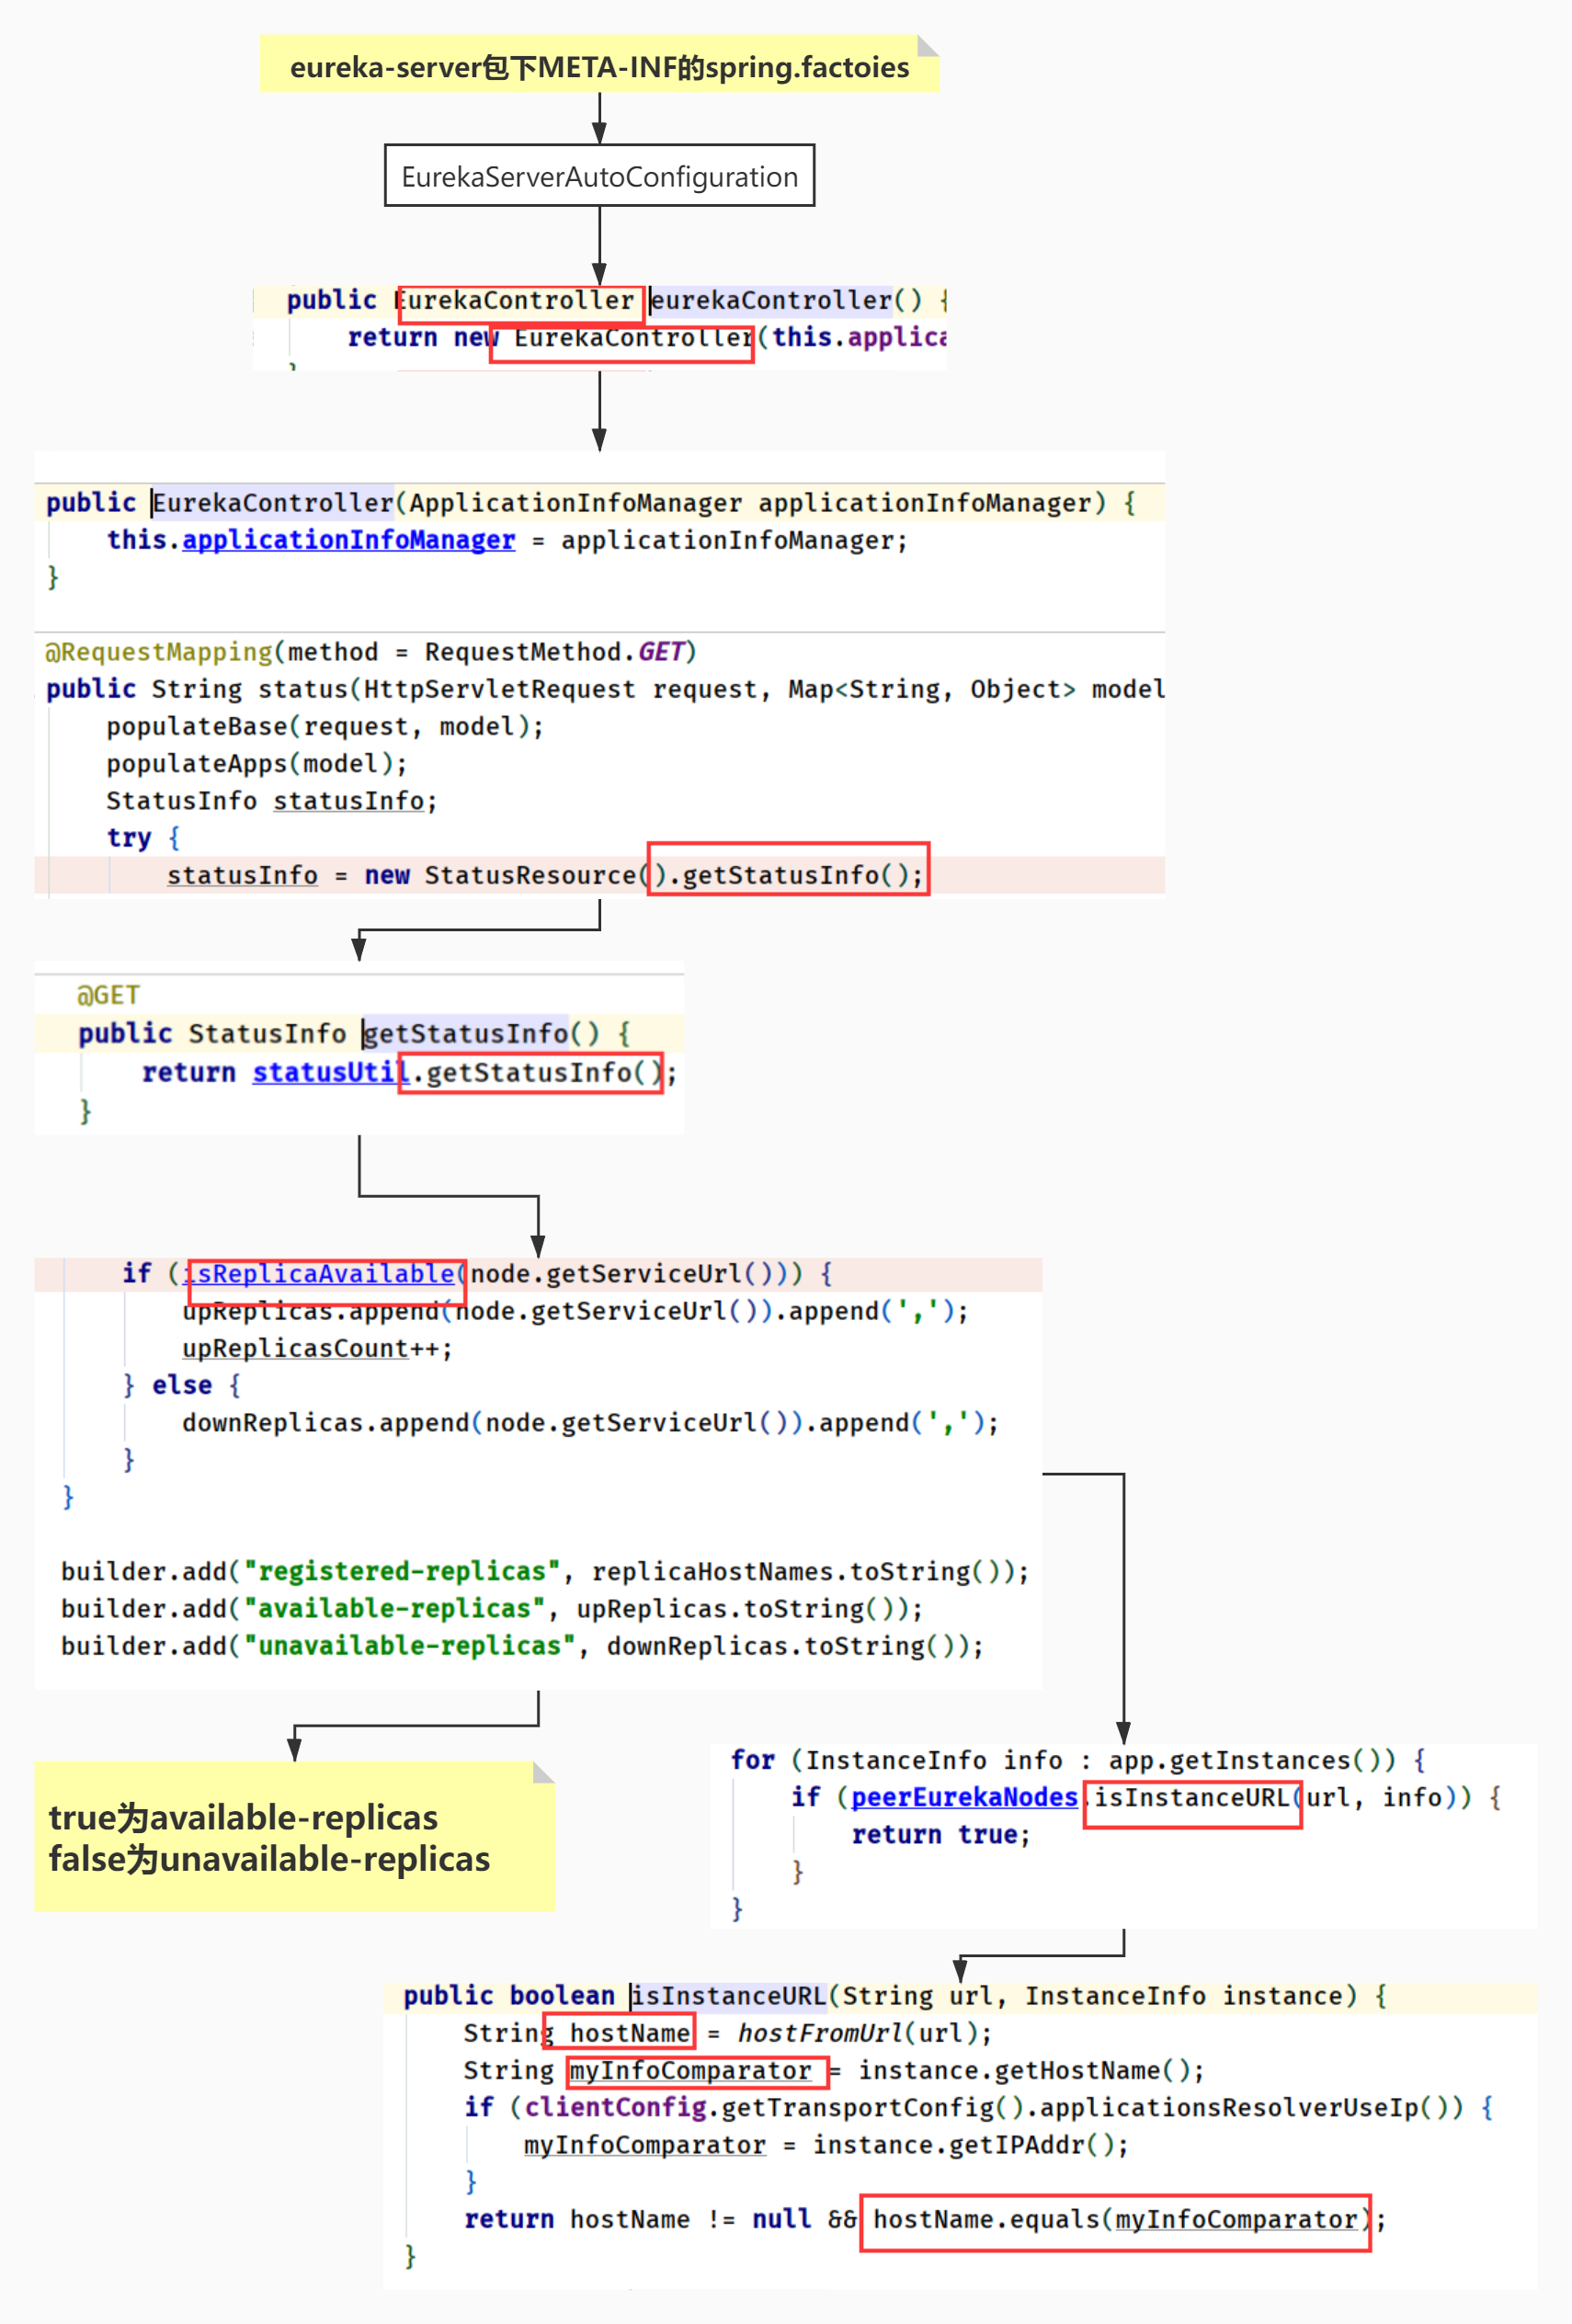 eureka-server包下META-INF的spring.factoies
EurekaServerAutoConfiguration
public EurekaController eurekaController() {
return new EurekaController(this.applica
}
public EurekaController(ApplicationInfoManager applicationInfoManager) {
this.applicationInfoManager = applicationInfoManager;
}
@RequestMapping(method = RequestMethod.GET)
public String status(HttpServletRequest request, Map<String, Object> model
populateBase(request, model);
populateApps(model);
StatusInfo statusInfo;
try {
statusInfo = new StatusResource().getStatusInfo();
@GET
public StatusInfo getStatusInfo() {
return statusUtil.getStatusInfo();
}
if (isReplicaAvailable(node.getServiceUrl())) {
upReplicas.append(node.getServiceUrl()).append(',');
upReplicasCount++;
} else {
downReplicas.append(node.getServiceUrl()).append(',');
}
}
builder.add("registered-replicas", replicaHostNames.toString());
builder.add("available-replicas", upReplicas.toString());
builder.add("unavailable-replicas", downReplicas.toString());
true为available-replicas
false为unavailable-replicas
for (InstanceInfo info : app.getInstances()) {
if (peerEurekaNodes.isInstanceURL(url, info)) {
return true;
}
}
public boolean isInstanceURL(String url, InstanceInfo instance) {
String hostName = hostFromUrl(url);
String myInfoComparator = instance.getHostName();
if (clientConfig.getTransportConfig().applicationsResolverUseIp()) {
myInfoComparator = instance.getIPAddr();
}
return hostName != null && hostName.equals(myInfoComparator);
}